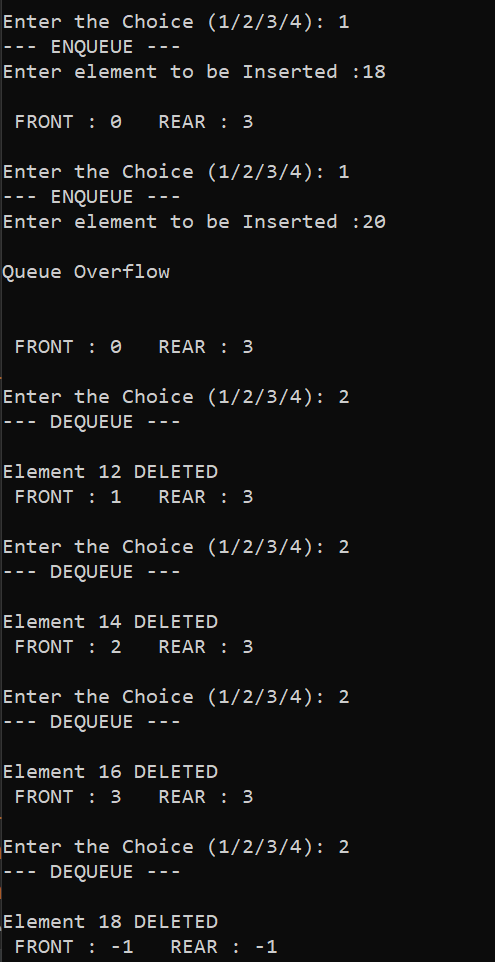 Enter the Choice (1/2/3/4): 1
--- ENQUEUE ---
Enter element to be Inserted :18
FRONT : 0   REAR : 3
Enter the Choice (1/2/3/4): 1
--- ENQUEUE ---
Enter element to be Inserted :20
Queue Overflow
FRONT : 0   REAR : 3
Enter the Choice (1/2/3/4): 2
--- DEQUEUE ---
Element 12 DELETED
FRONT : 1   REAR : 3
Enter the Choice (1/2/3/4): 2
--- DEQUEUE ---
Element 14 DELETED
FRONT : 2   REAR : 3
Enter the Choice (1/2/3/4): 2
--- DEQUEUE ---
Element 16 DELETED
FRONT : 3   REAR : 3
Enter the Choice (1/2/3/4): 2
--- DEQUEUE ---
Element 18 DELETED
FRONT : -1   REAR : -1